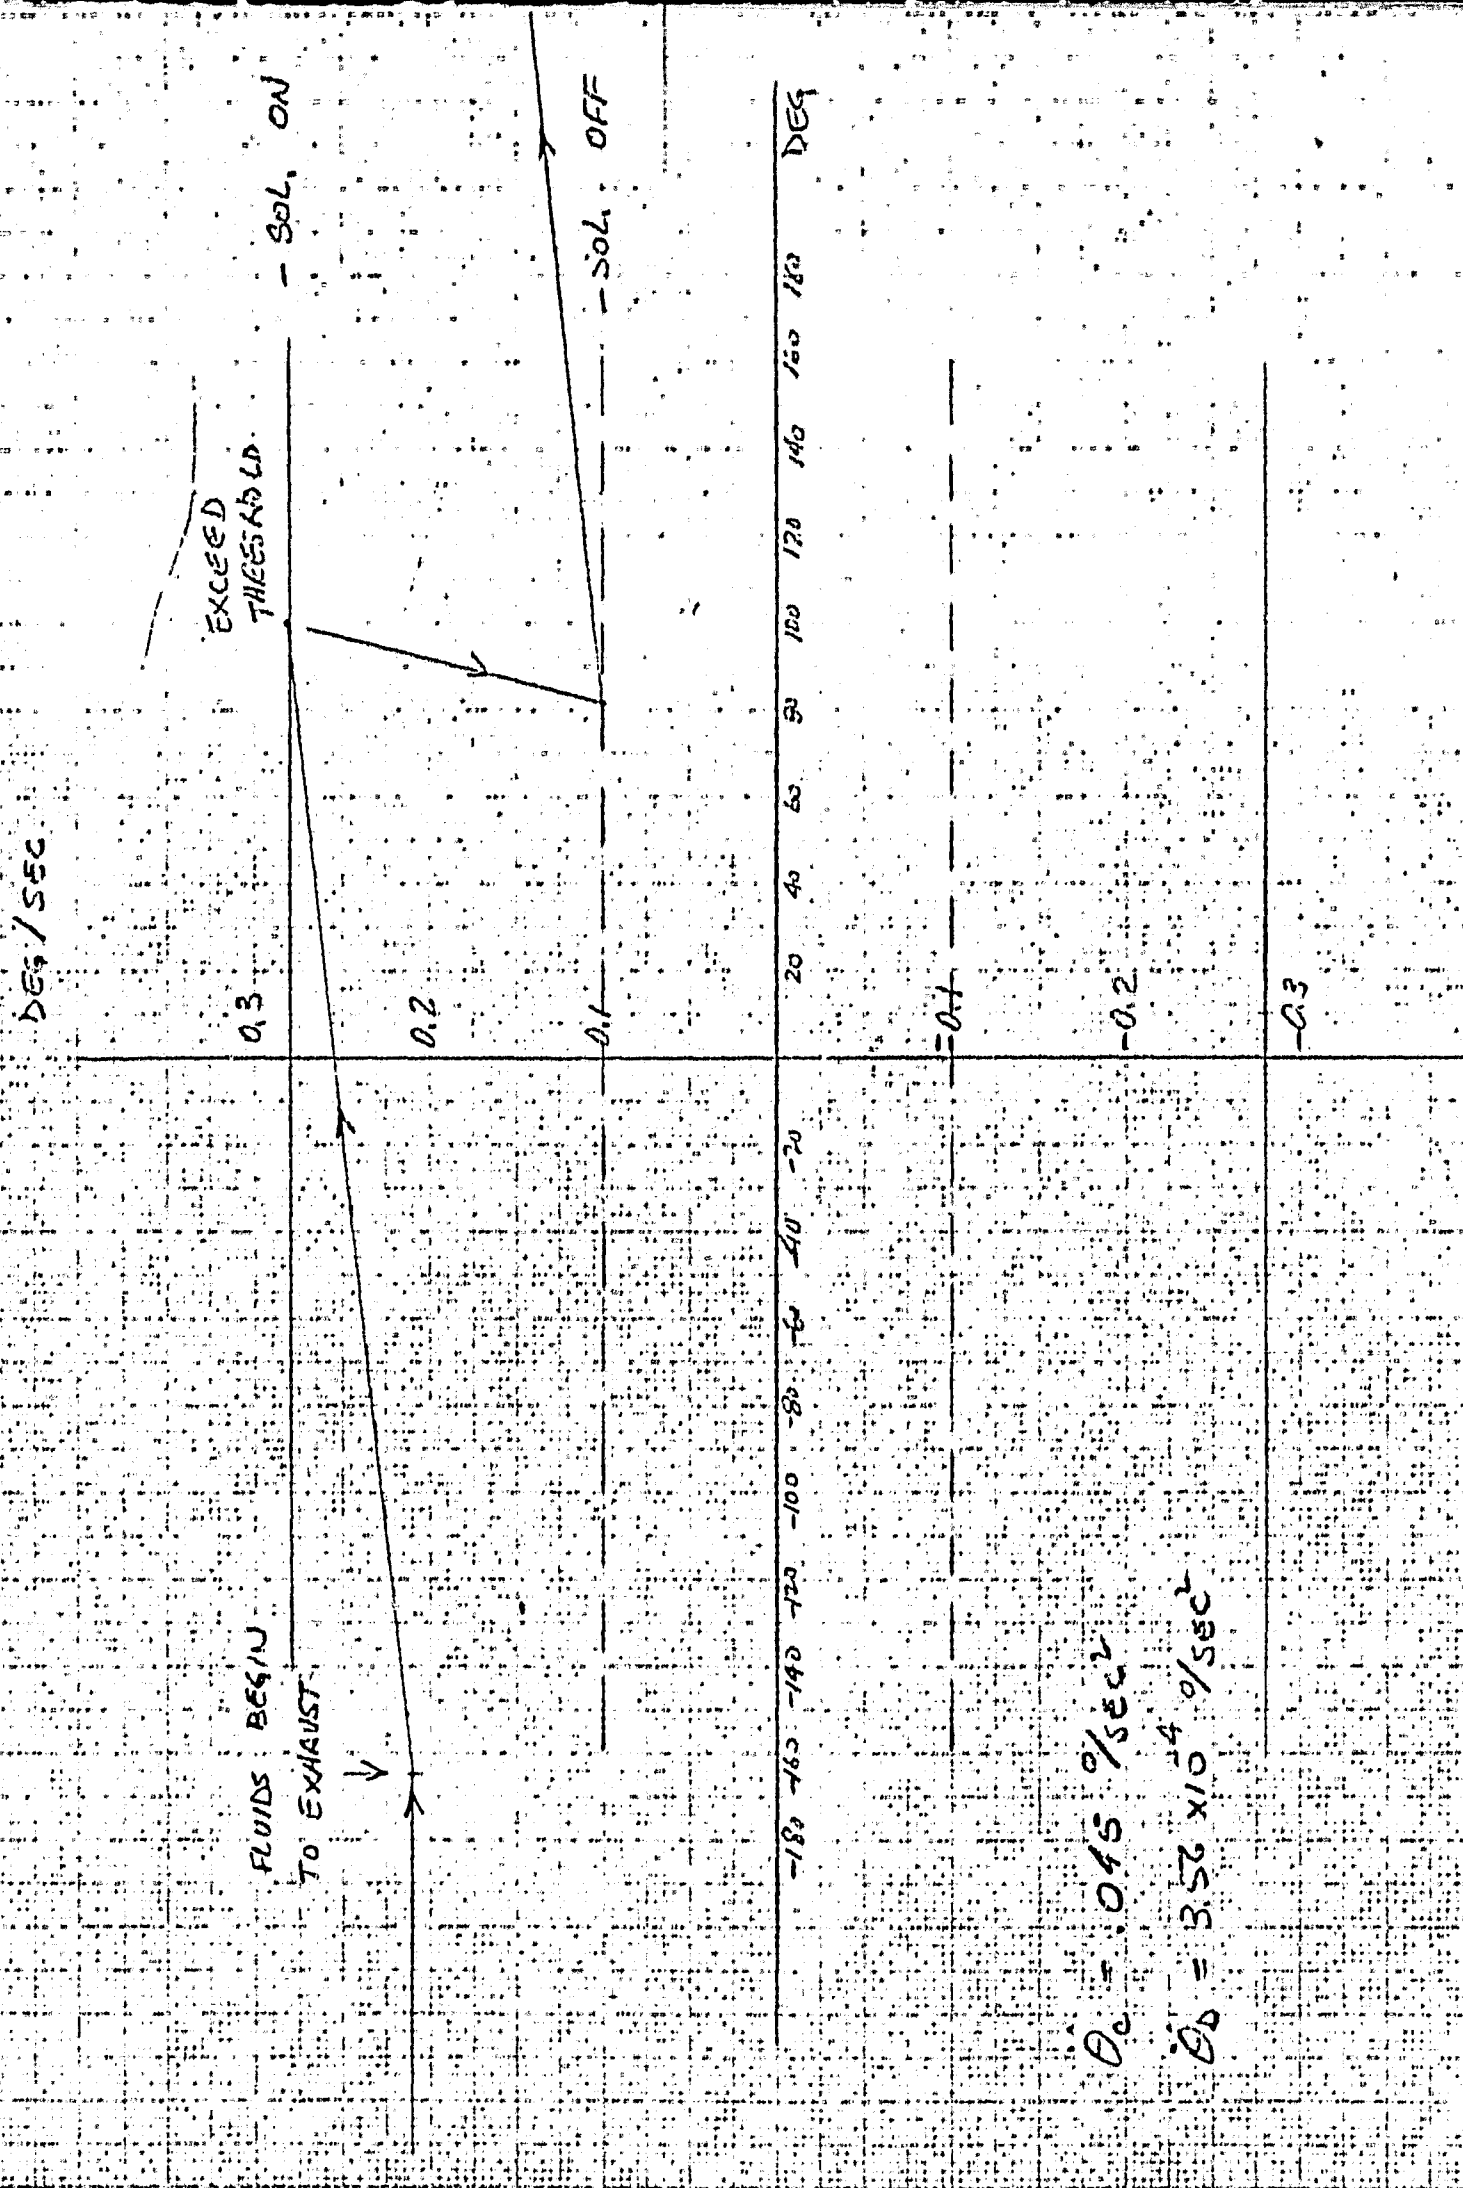 DEG/SEC
EXCEED
THRESHOLD.
FLUIDS BEGIN
TO EXHAUST
0.3
- SOL. ON
0.2
0.1
- SOL. OFF
-180 -160 -140 -120 -100 -80 -60 -40 -20 20 40 60 80 100 120 140 160 180 DEG
-0.1
-0.2
-0.3
θ̈c = .045 °/SEC²
θ̈D = 3.56 x10⁻⁴ °/SEC²